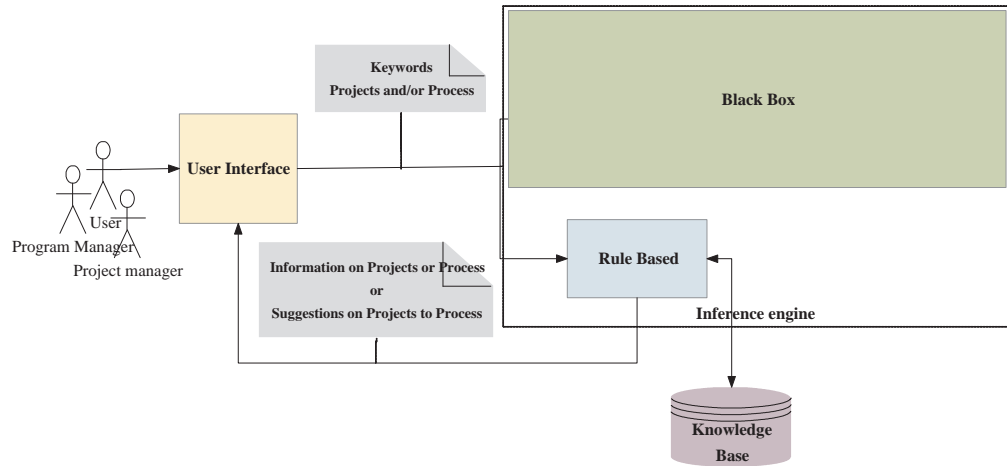 Keywords
Projects and/or Process
Black Box
User Interface
User
Program Manager
Project manager
Information on Projects or Process
or
Suggestions on Projects to Process
Rule Based
Inference engine
Knowledge
Base